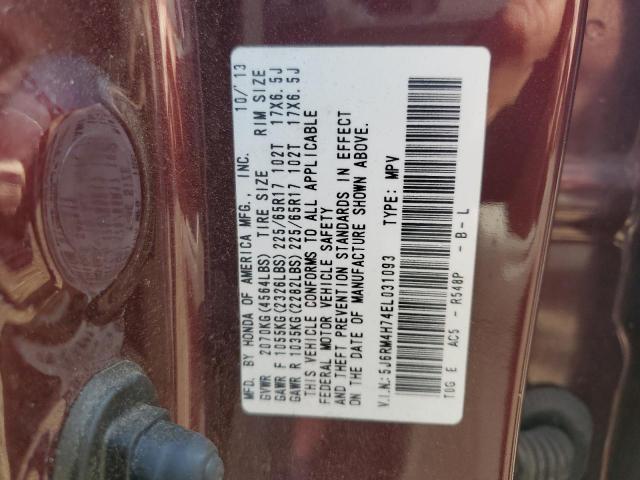 MFD. BY HONDA OF AMERICA MFG., INC. 10/'13
GVWR 2070KG(4564LBS) TIRE SIZE RIM SIZE
GAWR F 1055KG(2326LBS) 225/65R17 102T 17X6.5J
GAWR R 1035KG(2282LBS) 225/65R17 102T 17X6.5J
THIS VEHICLE CONFORMS TO ALL APPLICABLE
FEDERAL MOTOR VEHICLE SAFETY
AND THEFT PREVENTION STANDARDS IN EFFECT
ON THE DATE OF MANUFACTURE SHOWN ABOVE.
V.I.N.: 5J6RM4H74EL031093 TYPE: MPV
T0G E AC5 - R548P - B - L